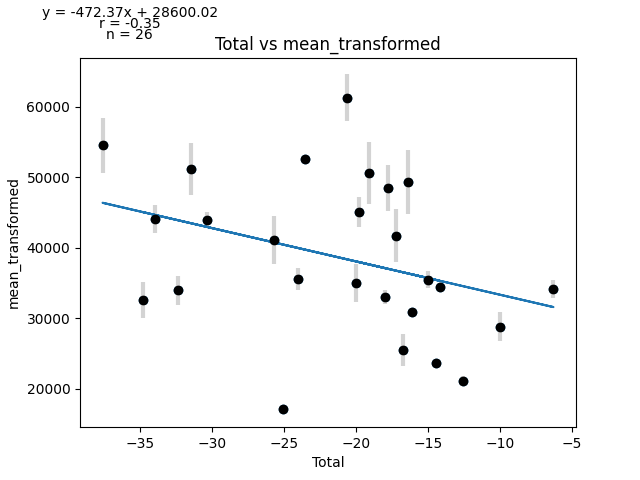 y = -472.37x + 28600.02
r = -0.35
n = 26
Total vs mean_transformed
60000
50000
40000
30000
20000
mean_transformed
−35
−30
−25
−20
−15
−10
−5
Total